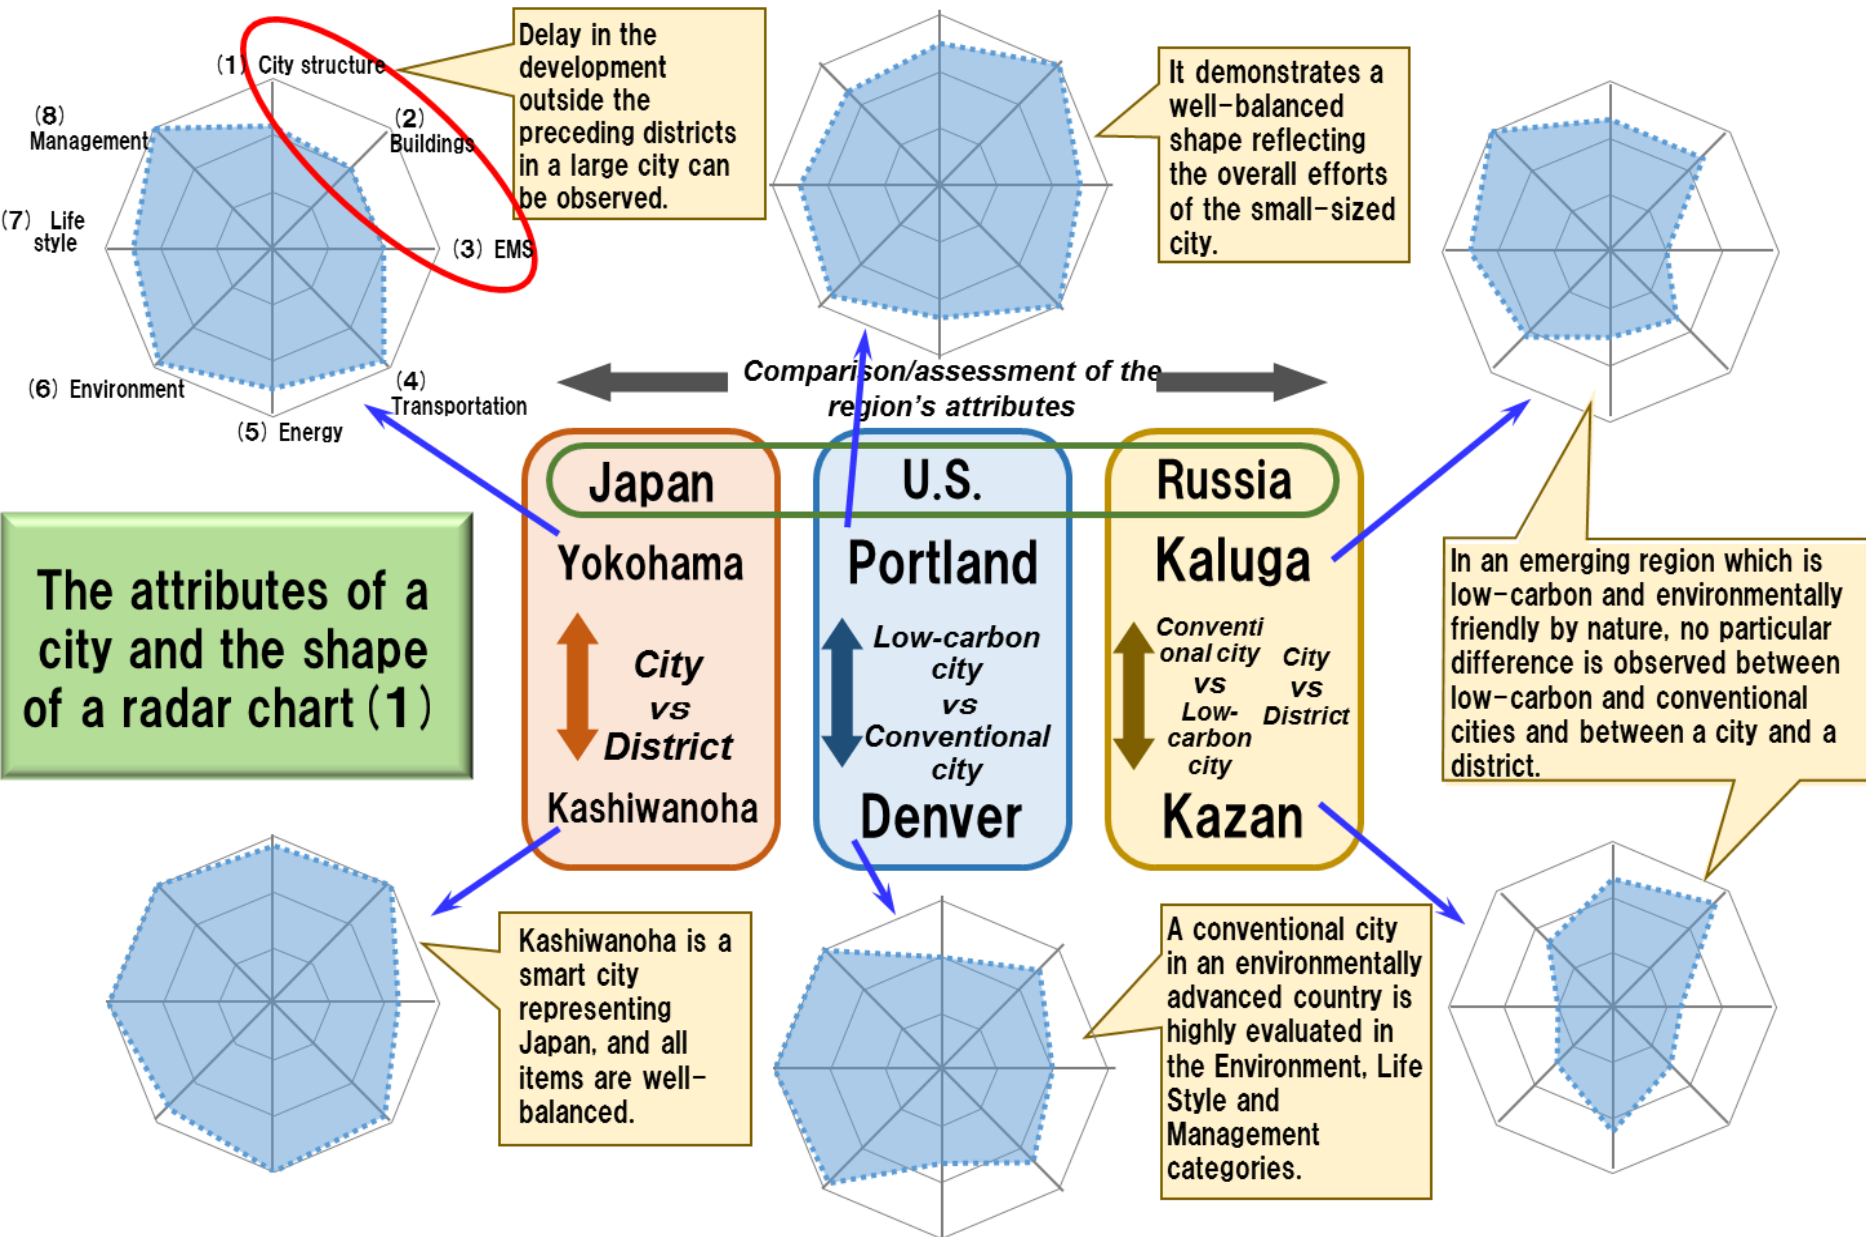 (1) City structure
(2)
Buildings
(3) EMS
(4)
Transportation
(5) Energy
(6) Environment
(7) Life
style
(8)
Management
Delay in the
development
outside the
preceding districts
in a large city can
be observed.
It demonstrates a
well-balanced
shape reflecting
the overall efforts
of the small-sized
city.
Comparison/assessment of the
region's attributes
The attributes of a
city and the shape
of a radar chart (1)
Japan
Yokohama
City
vs
District
Kashiwanoha
U.S.
Portland
Low-carbon
city
vs
Conventional
city
Denver
Russia
Kaluga
Conventi
onal city
vs
Low-
carbon
city
City
vs
District
Kazan
In an emerging region which is
low-carbon and environmentally
friendly by nature, no particular
difference is observed between
low-carbon and conventional
cities and between a city and a
district.
Kashiwanoha is a
smart city
representing
Japan, and all
items are well-
balanced.
A conventional city
in an environmentally
advanced country is
highly evaluated in
the Environment, Life
Style and
Management
categories.